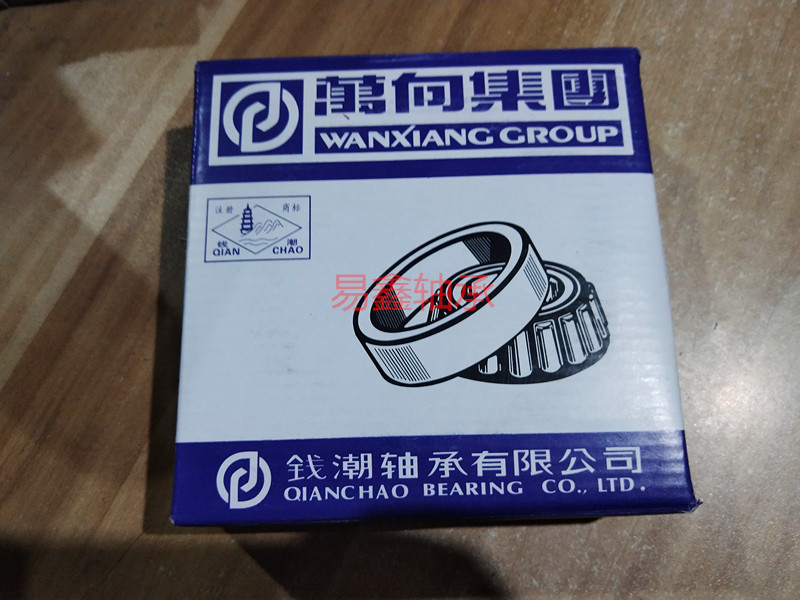 萬向集團
WANXIANG GROUP
注册 商标
钱 潮
QIAN CHAO
易鑫轴承
钱潮轴承有限公司
QIANCHAO BEARING CO., LTD.